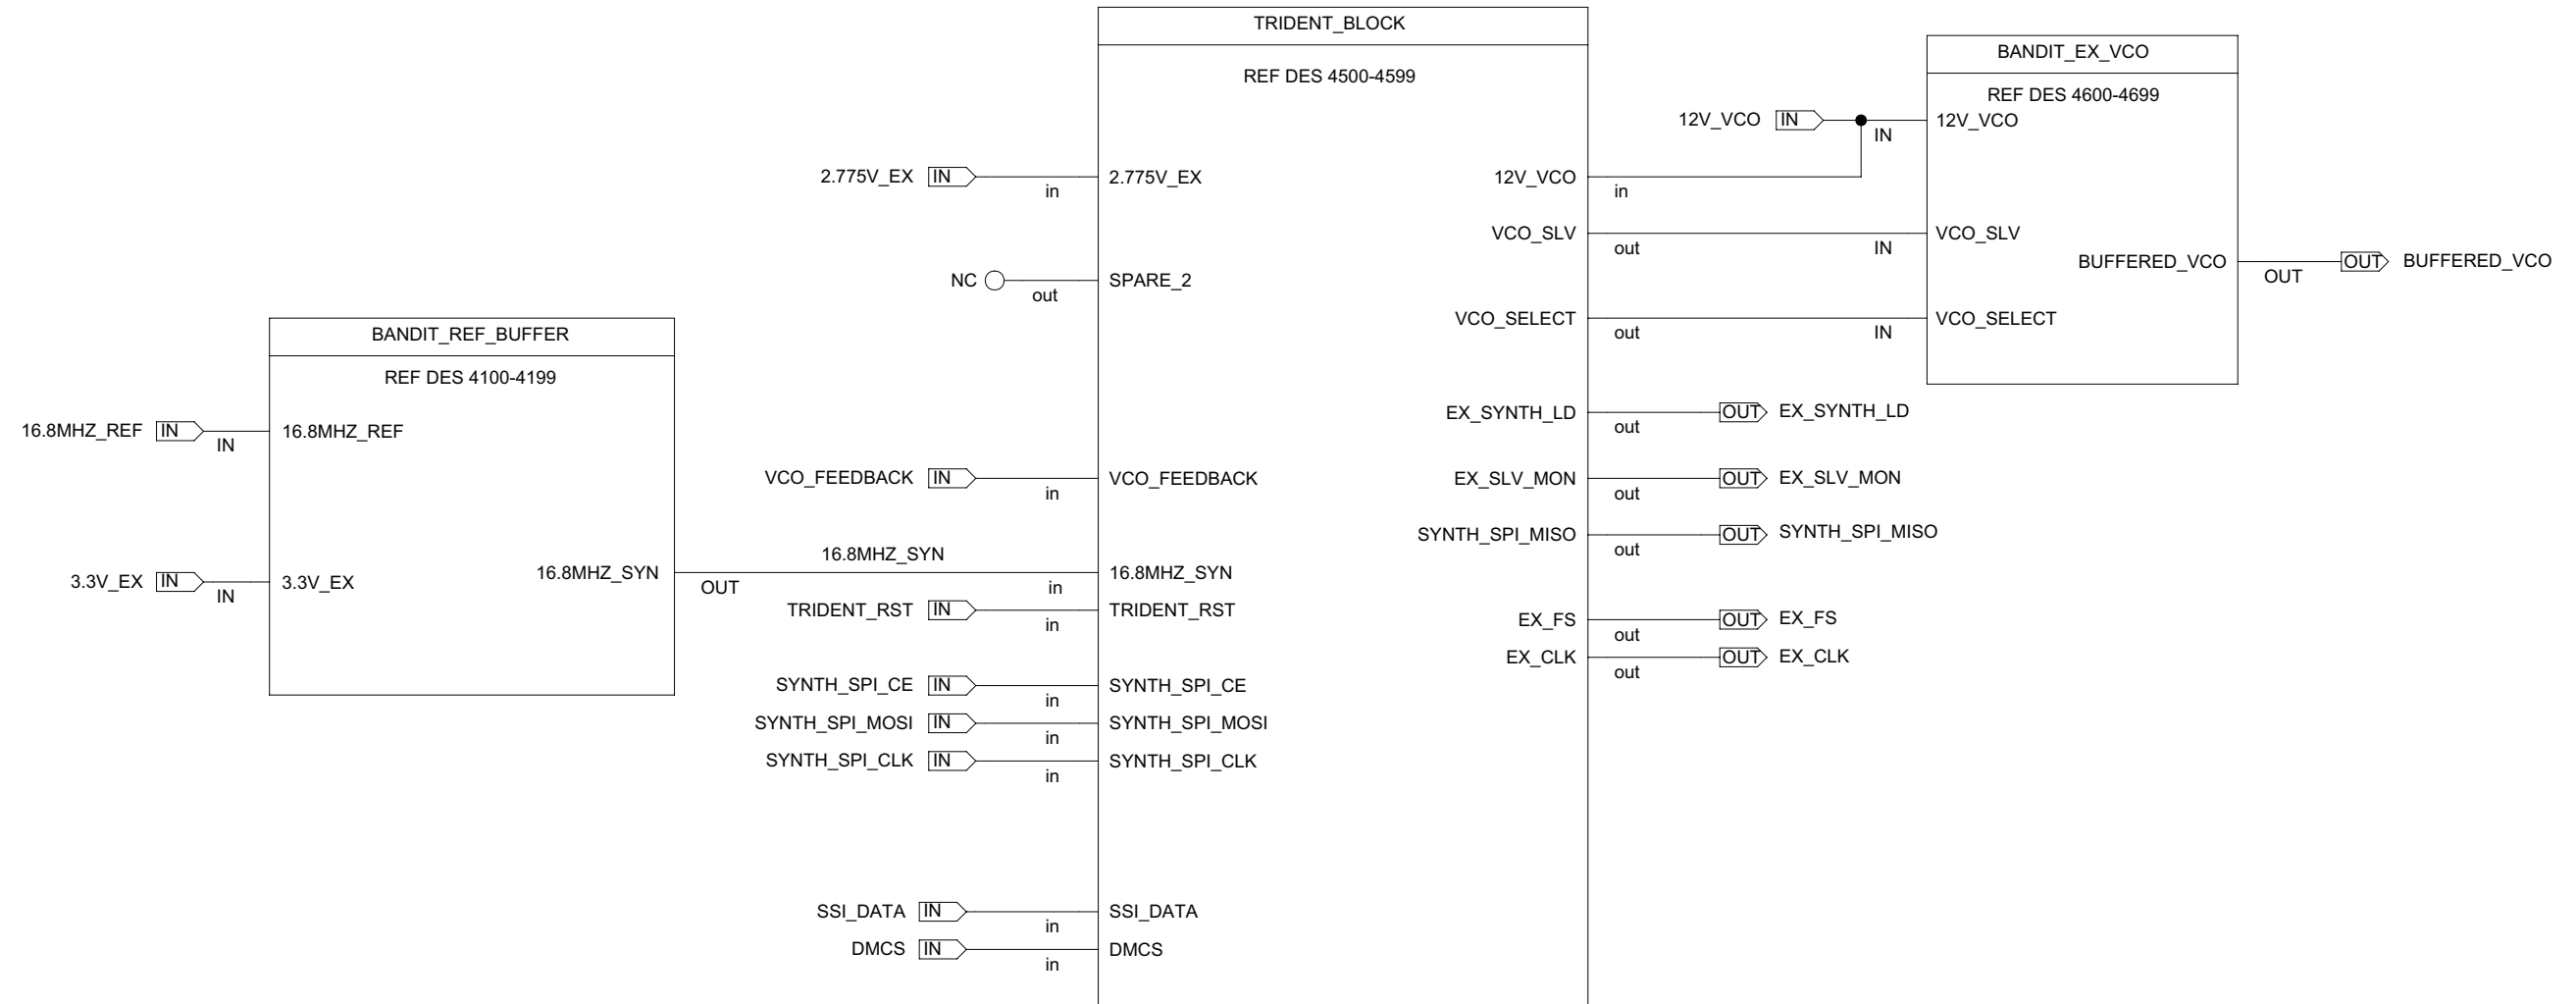 TRIDENT_BLOCK
REF DES 4500-4599
BANDIT_EX_VCO
REF DES 4600-4699
12V_VCO IN IN 12V_VCO
2.775V_EX IN in 2.775V_EX
12V_VCO in
VCO_SLV out IN VCO_SLV
BUFFERED_VCO OUT OUT BUFFERED_VCO
NC out SPARE_2
VCO_SELECT out IN VCO_SELECT
BANDIT_REF_BUFFER
REF DES 4100-4199
16.8MHZ_REF IN IN 16.8MHZ_REF
EX_SYNTH_LD out OUT EX_SYNTH_LD
VCO_FEEDBACK IN in VCO_FEEDBACK
EX_SLV_MON out OUT EX_SLV_MON
SYNTH_SPI_MISO out OUT SYNTH_SPI_MISO
3.3V_EX IN IN 3.3V_EX
16.8MHZ_SYN OUT 16.8MHZ_SYN in 16.8MHZ_SYN
TRIDENT_RST IN in TRIDENT_RST
EX_FS out OUT EX_FS
EX_CLK out OUT EX_CLK
SYNTH_SPI_CE IN in SYNTH_SPI_CE
SYNTH_SPI_MOSI IN in SYNTH_SPI_MOSI
SYNTH_SPI_CLK IN in SYNTH_SPI_CLK
SSI_DATA IN in SSI_DATA
DMCS IN in DMCS